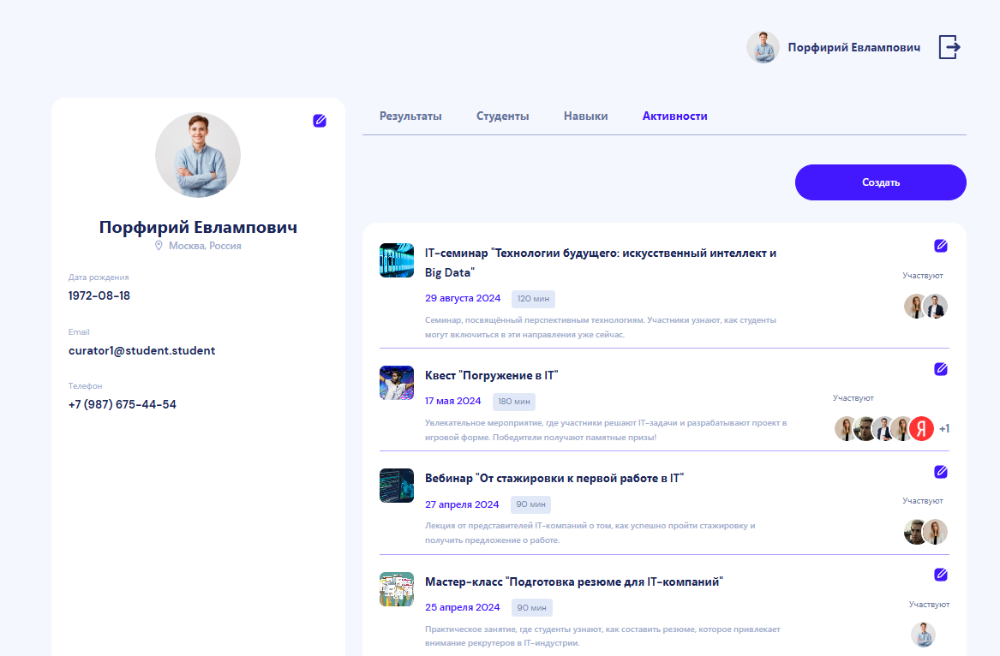 Порфирий Евлампович
Результаты Студенты Навыки Активности
Создать
Порфирий Евлампович
Москва, Россия
Дата рождения
1972-08-18
Email
curator1@student.student
Телефон
+7 (987) 675-44-54
IT-семинар "Технологии будущего: искусственный интеллект и
Big Data"
Участвуют
29 августа 2024 120 мин
Семинар, посвящённый перспективным технологиям. Участники узнают, как студенты
могут включиться в эти направления уже сейчас.
Квест "Погружение в IT"
Участвуют
17 мая 2024 180 мин
Увлекательное мероприятие, где участники решают IT-задачи и разрабатывают проект в
игровой форме. Победители получают памятные призы!
Я +1
Вебинар "От стажировки к первой работе в IT"
Участвуют
27 апреля 2024 90 мин
Лекция от представителей IT-компаний о том, как успешно пройти стажировку и
получить предложение о работе.
Мастер-класс "Подготовка резюме для IT-компаний"
Участвуют
25 апреля 2024 90 мин
Практическое занятие, где студенты узнают, как составить резюме, которое привлекает
внимание рекрутеров в IT-индустрии.